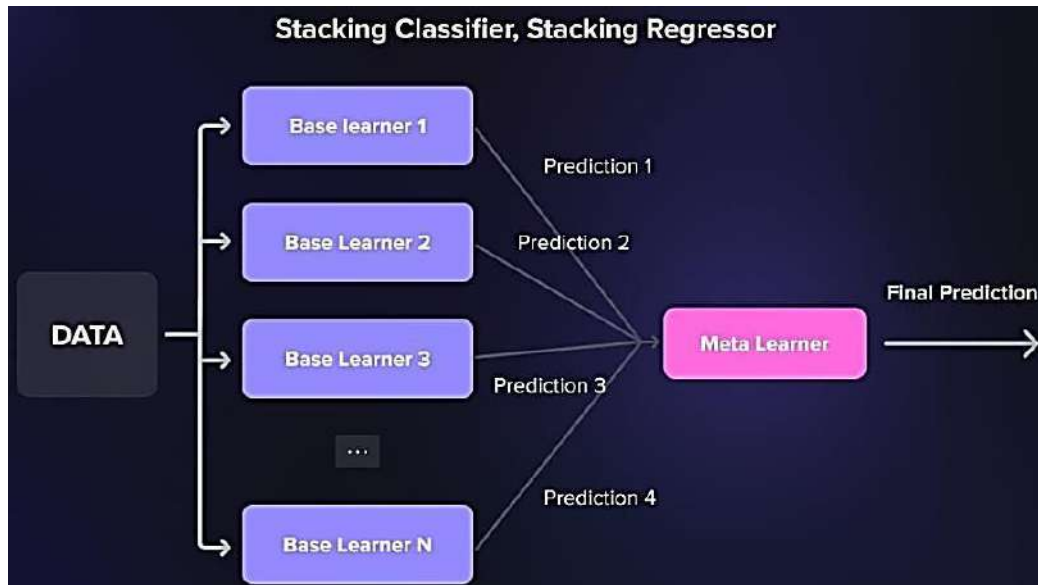 Stacking Classifier, Stacking Regressor
Base learner 1
Prediction 1
Base Learner 2
Prediction 2
DATA
Base Learner 3
Prediction 3
Meta Learner
Final Prediction
...
Prediction 4
Base Learner N